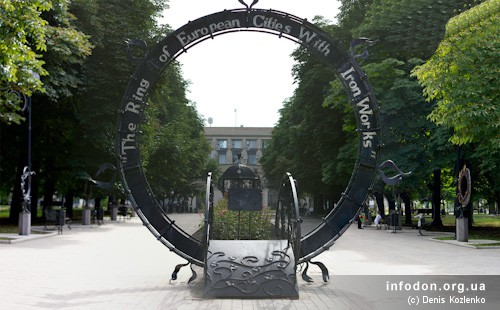 "The Ring of European Cities With Iron Works"
infodon.org.ua
(c) Denis Kozlenko